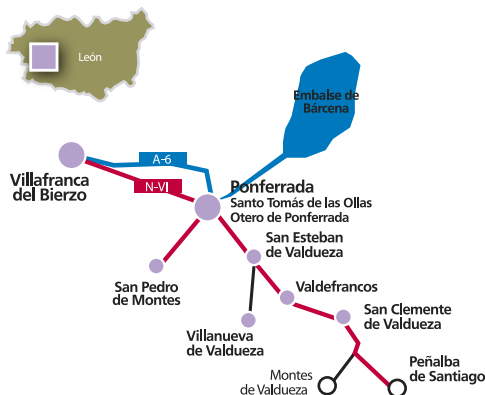 León
Embalse de
Bárcena
A-6
Villafranca
del Bierzo
N-VI
Ponferrada
Santo Tomás de las Ollas
Otero de Ponferrada
San Esteban
de Valdueza
San Pedro
de Montes
Valdefrancos
San Clemente
de Valdueza
Villanueva
de Valdueza
Montes
de Valdueza
Peñalba
de Santiago